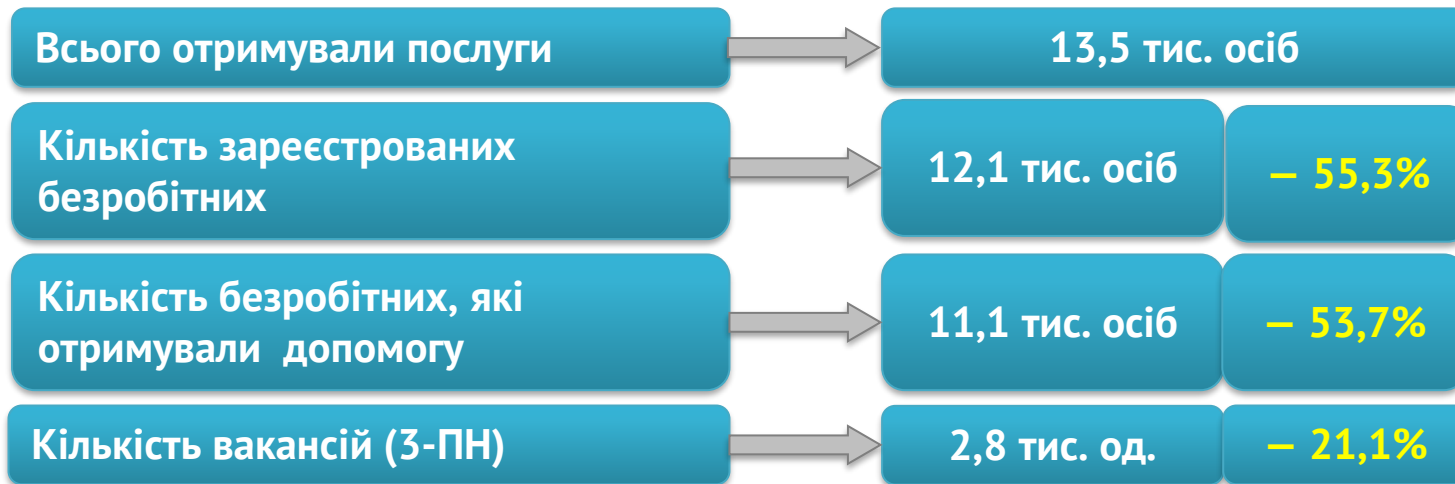 Всього отримували послуги
13,5 тис. осіб
Кількість зареєстрованих
безробітних
12,1 тис. осіб
— 55,3%
Кількість безробітних, які
отримували допомогу
11,1 тис. осіб
— 53,7%
Кількість вакансій (3-ПН)
2,8 тис. од.
— 21,1%